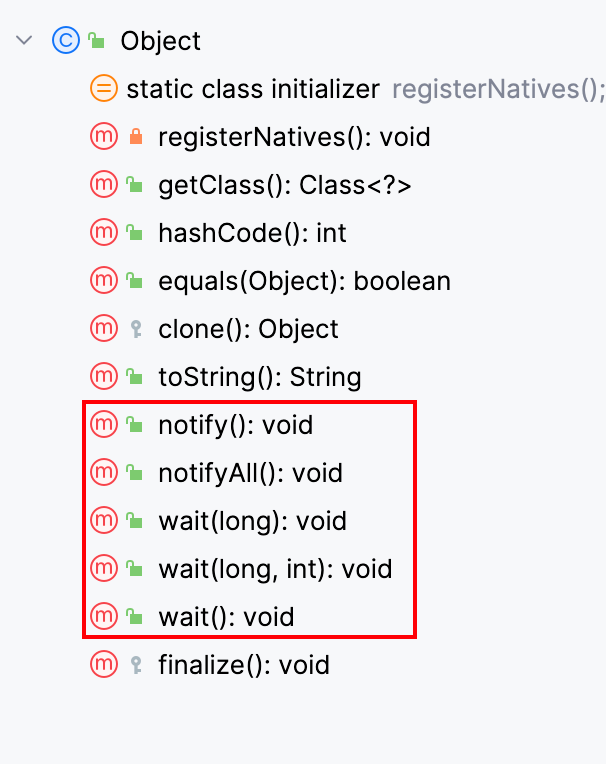 Object
static class initializer registerNatives();
registerNatives(): void
getClass(): Class<?>
hashCode(): int
equals(Object): boolean
clone(): Object
toString(): String
notify(): void
notifyAll(): void
wait(long): void
wait(long, int): void
wait(): void
finalize(): void